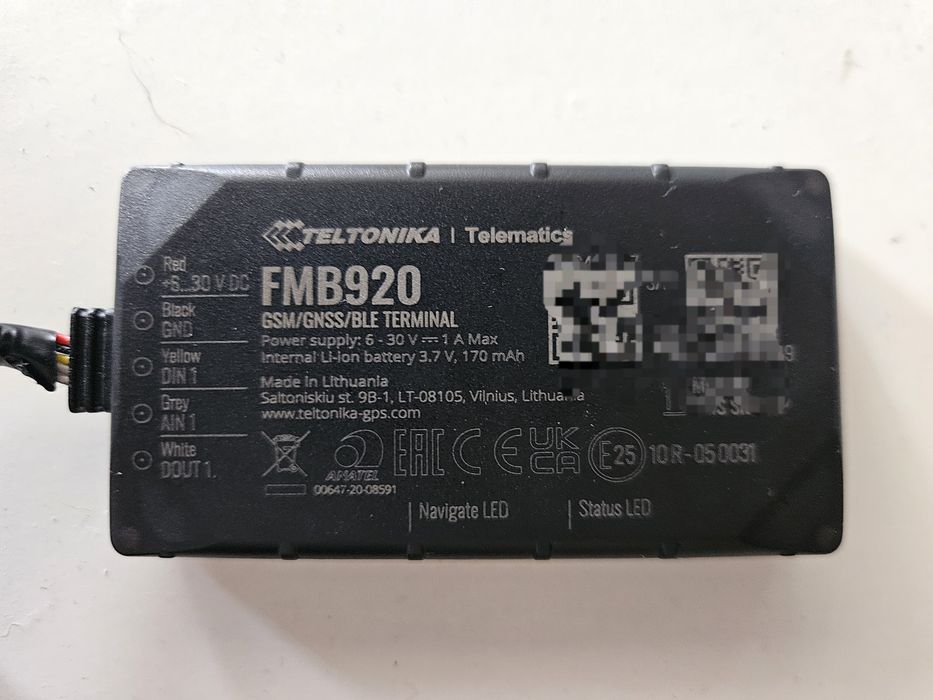 TELTONIKA | Telematics
FMB920
GSM/GNSS/BLE TERMINAL
Power supply: 6 - 30 V ⎓ 1 A Max
Internal Li-Ion battery 3.7 V, 170 mAh
Made in Lithuania
Saltoniskiu st. 9B-1, LT-08105, Vilnius, Lithuania
www.teltonika-gps.com
Red
+6...30 V DC
Black
GND
Yellow
DIN 1
Grey
AIN 1
White
DOUT 1.
ANATEL
00647-20-08591
EAC
CE
UK
CA
E25
10 R - 05 0031
Navigate LED
Status LED